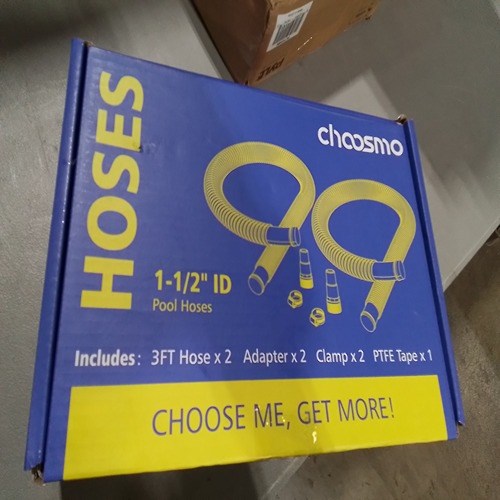 HOSES
choosmo
1-1/2" ID
Pool Hoses
Includes: 3FT Hose x 2 Adapter x 2 Clamp x 2 PTFE Tape x 1
CHOOSE ME, GET MORE!